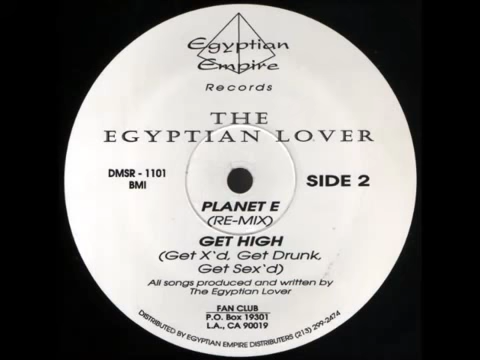 Egyptian
Empire
Records
THE
EGYPTIAN LOVER
DMSR - 1101
BMI
SIDE 2
PLANET E
(RE-MIX)
GET HIGH
(Get X`d, Get Drunk,
Get Sex`d)
All songs produced and written by
The Egyptian Lover
FAN CLUB
P.O. Box 19301
L.A., CA 90019
DISTRIBUTED BY EGYPTIAN EMPIRE DISTRIBUTERS (213) 299-2474